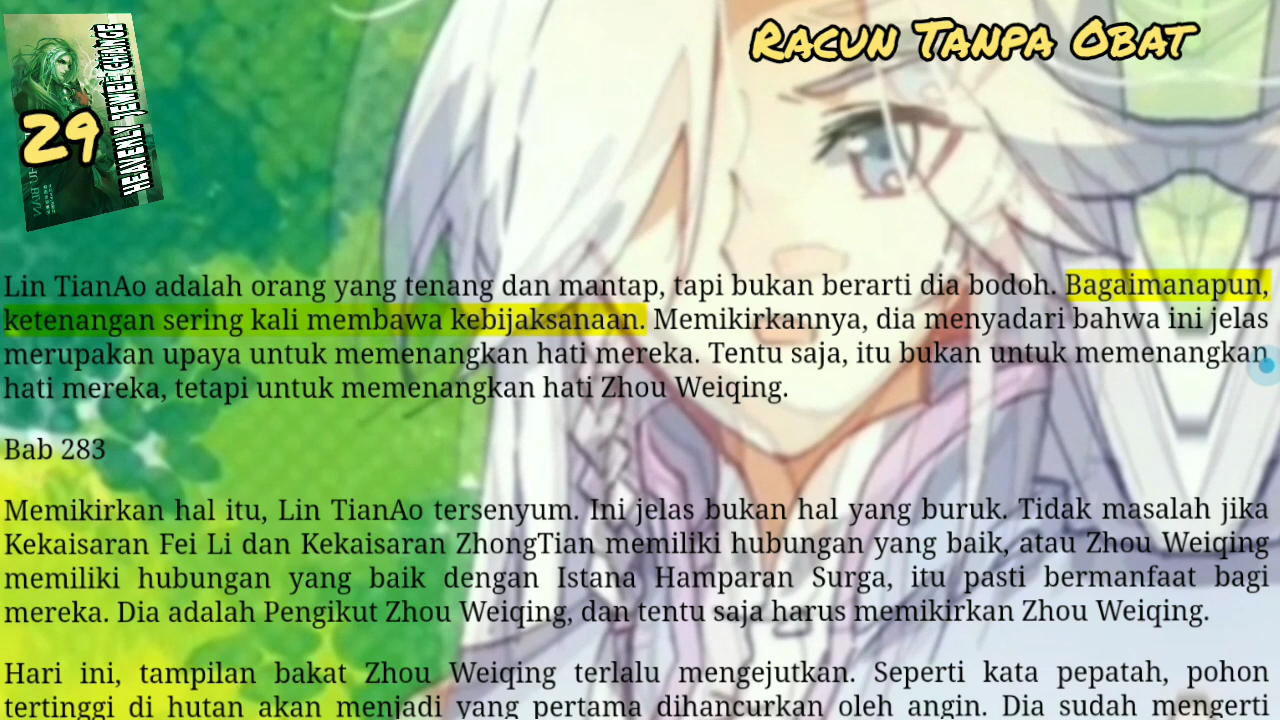 Racun Tanpa Obat
HEAVENLY JEWEL CHANGE
29
Lin TianAo adalah orang yang tenang dan mantap, tapi bukan berarti dia bodoh. Bagaimanapun,
ketenangan sering kali membawa kebijaksanaan. Memikirkannya, dia menyadari bahwa ini jelas
merupakan upaya untuk memenangkan hati mereka. Tentu saja, itu bukan untuk memenangkan
hati mereka, tetapi untuk memenangkan hati Zhou Weiqing.
Bab 283
Memikirkan hal itu, Lin TianAo tersenyum. Ini jelas bukan hal yang buruk. Tidak masalah jika
Kekaisaran Fei Li dan Kekaisaran ZhongTian memiliki hubungan yang baik, atau Zhou Weiqing
memiliki hubungan yang baik dengan Istana Hamparan Surga, itu pasti bermanfaat bagi
mereka. Dia adalah Pengikut Zhou Weiqing, dan tentu saja harus memikirkan Zhou Weiqing.
Hari ini, tampilan bakat Zhou Weiqing terlalu mengejutkan. Seperti kata pepatah, pohon
tertinggi di hutan akan menjadi yang pertama dihancurkan oleh angin. Dia sudah mengerti